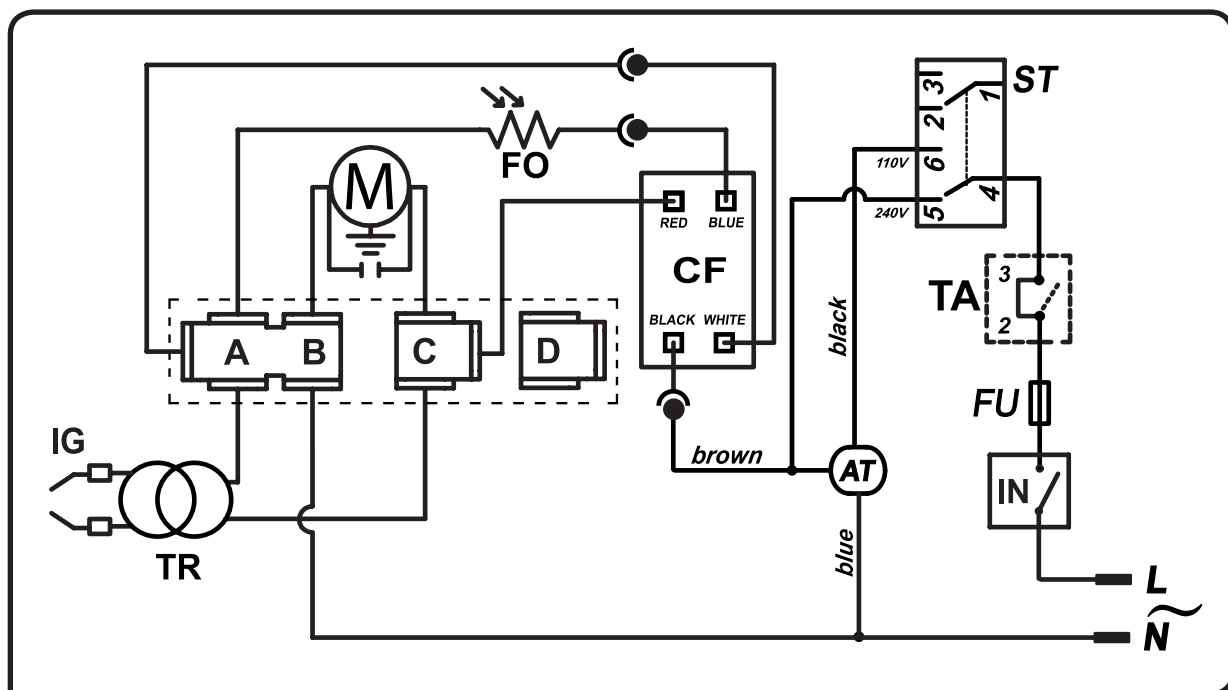 ST
3
1
2
6
110V
4
5
240V
FO
M
RED
BLUE
CF
BLACK
WHITE
TA
3
2
black
A
B
C
D
FU
IG
brown
AT
IN
TR
blue
L
N